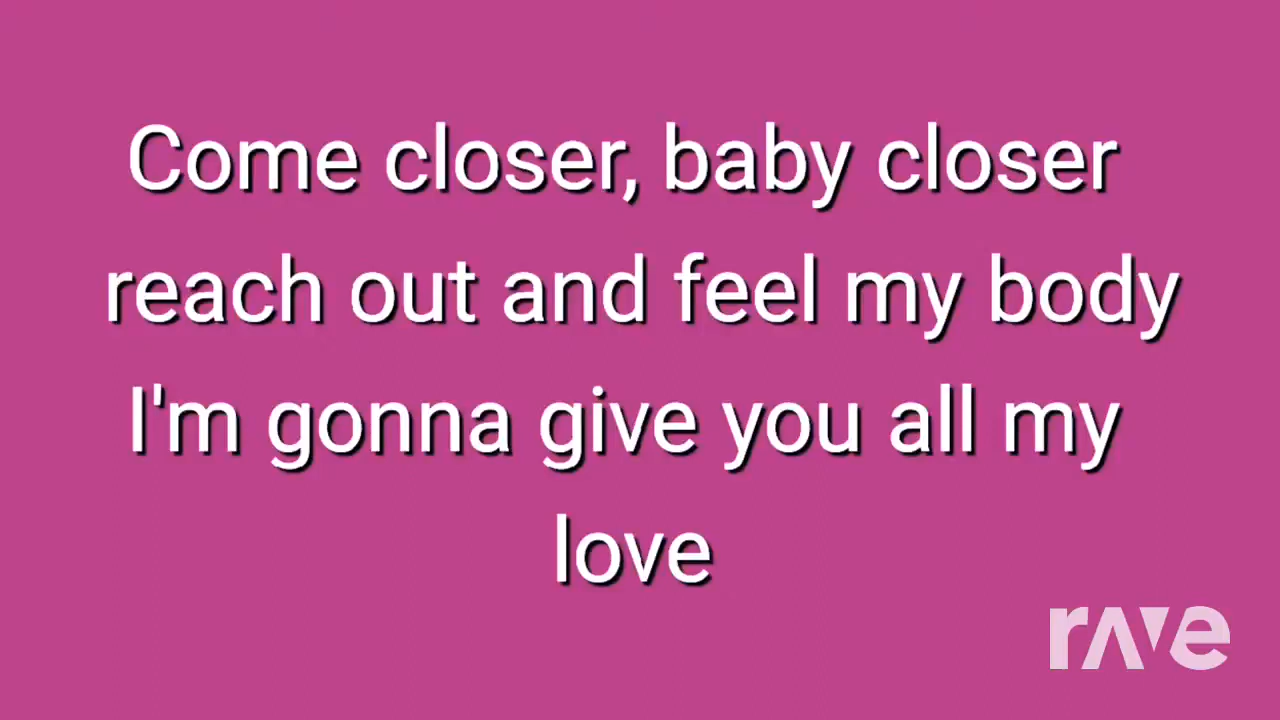 Come closer, baby closer
reach out and feel my body
I'm gonna give you all my
love
rave